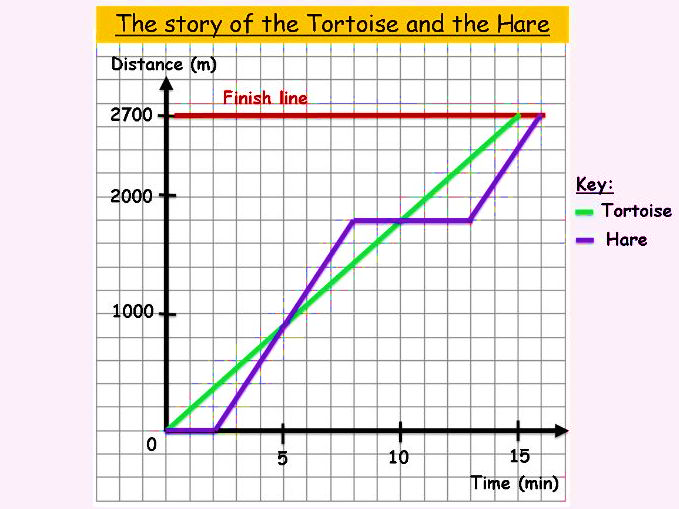 The story of the Tortoise and the Hare
Distance (m)
Finish line
2700
2000
1000
0
5
10
15
Time (min)
Key:
Tortoise
Hare